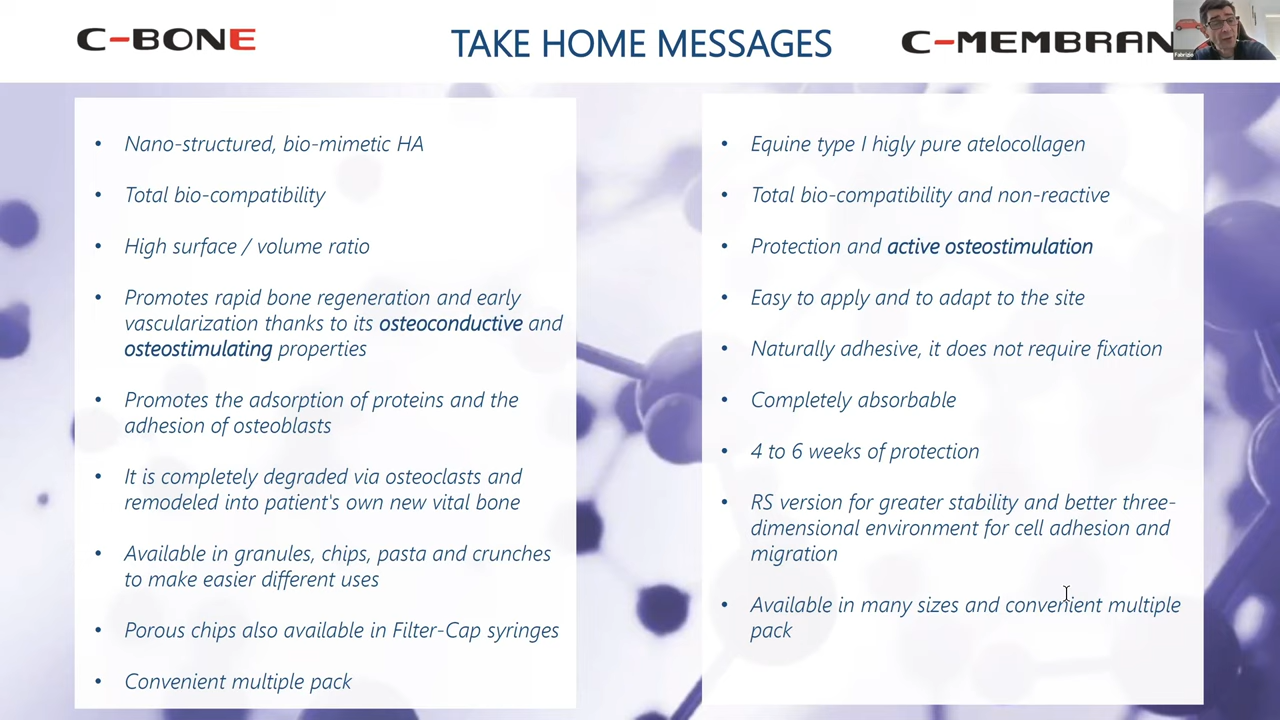 C-BONE
TAKE HOME MESSAGES
C-MEMBRAN
Fabrizio
• Nano-structured, bio-mimetic HA
• Total bio-compatibility
• High surface / volume ratio
• Promotes rapid bone regeneration and early
vascularization thanks to its osteoconductive and
osteostimulating properties
• Promotes the adsorption of proteins and the
adhesion of osteoblasts
• It is completely degraded via osteoclasts and
remodeled into patient's own new vital bone
• Available in granules, chips, pasta and crunches
to make easier different uses
• Porous chips also available in Filter-Cap syringes
• Convenient multiple pack
• Equine type I higly pure atelocollagen
• Total bio-compatibility and non-reactive
• Protection and active osteostimulation
• Easy to apply and to adapt to the site
• Naturally adhesive, it does not require fixation
• Completely absorbable
• 4 to 6 weeks of protection
• RS version for greater stability and better three-
dimensional environment for cell adhesion and
migration
• Available in many sizes and convenient multiple
pack